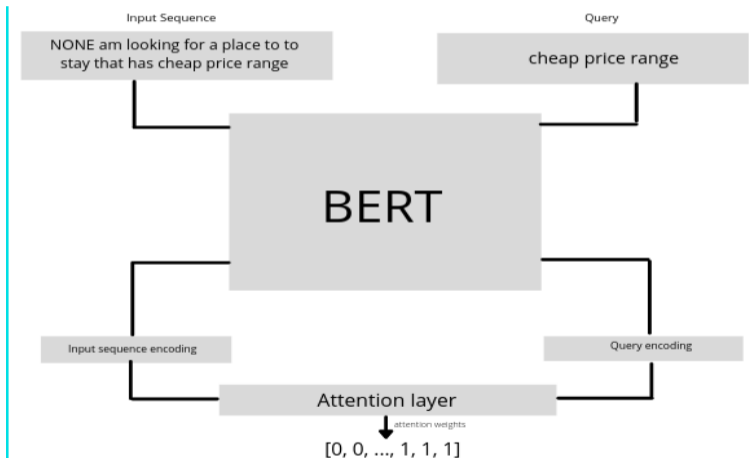 Input Sequence
Query
NONE am looking for a place to to
stay that has cheap price range
cheap price range
BERT
Input sequence encoding
Query encoding
Attention layer
attention weights
[0, 0, ..., 1, 1, 1]